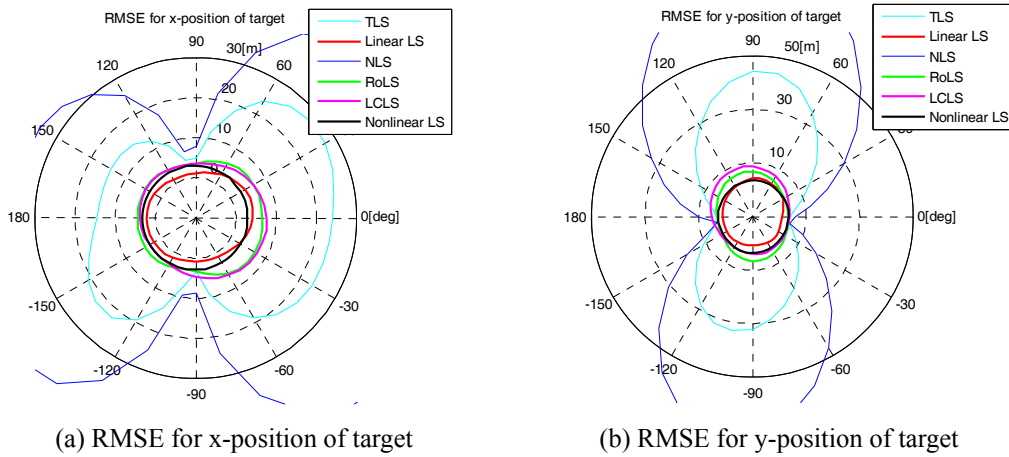 RMSE for x-position of target
90
30[m]
120
60
20
150
10
0
180
0[deg]
-150
-30
-120
-60
-90
TLS
Linear LS
NLS
RoLS
LCLS
Nonlinear LS
(a) RMSE for x-position of target
RMSE for y-position of target
90
50[m]
120
60
30
150
10
180
0[deg]
-150
-30
-120
-60
-90
TLS
Linear LS
NLS
RoLS
LCLS
Nonlinear LS
(b) RMSE for y-position of target